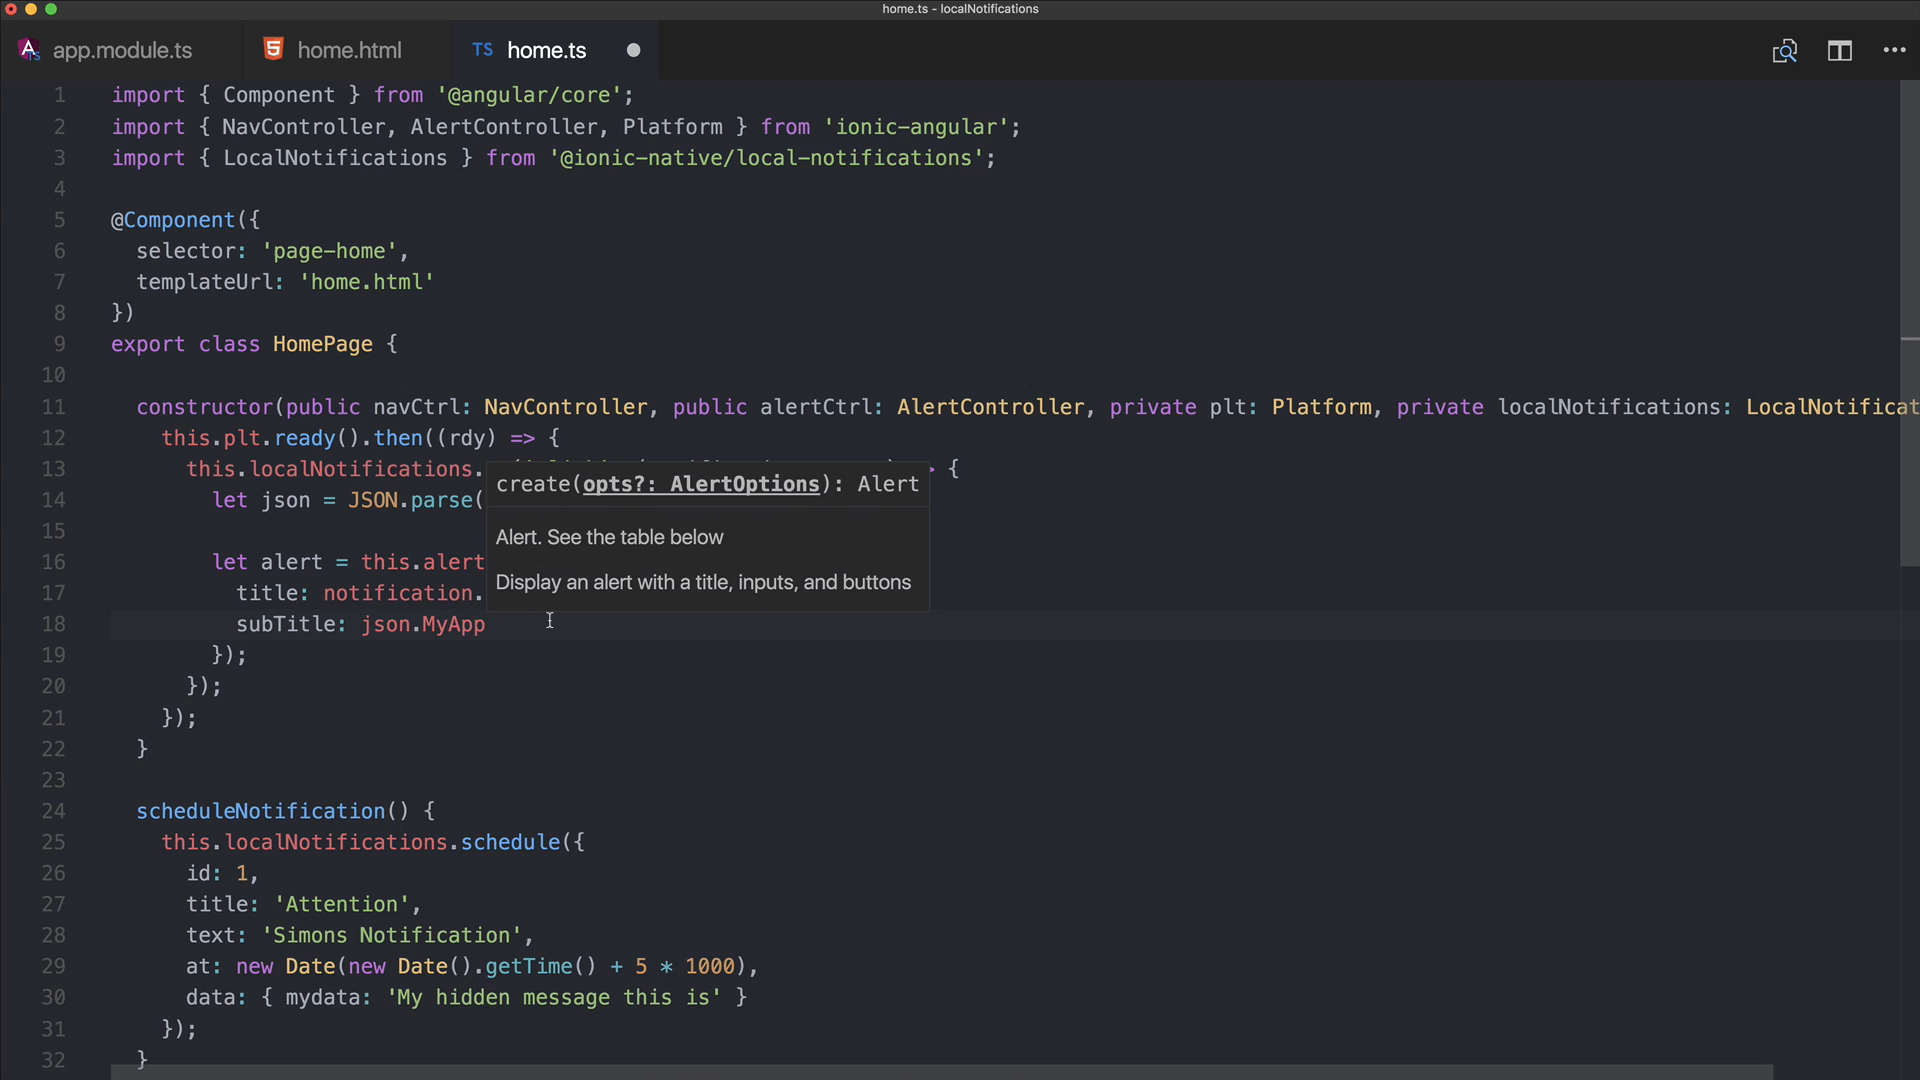 home.ts - localNotifications
app.module.ts
home.html
TS home.ts
1 import { Component } from '@angular/core';
2 import { NavController, AlertController, Platform } from 'ionic-angular';
3 import { LocalNotifications } from '@ionic-native/local-notifications';
4
5 @Component({
6 selector: 'page-home',
7 templateUrl: 'home.html'
8 })
9 export class HomePage {
10
11 constructor(public navCtrl: NavController, public alertCtrl: AlertController, private plt: Platform, private localNotifications: LocalNotificat
12 this.plt.ready().then((rdy) => {
13 this.localNotifications. {
create(opts?: AlertOptions): Alert
14 let json = JSON.parse(
15
Alert. See the table below
16 let alert = this.alert
Display an alert with a title, inputs, and buttons
17 title: notification.
18 subTitle: json.MyApp
19 });
20 });
21 });
22 }
23
24 scheduleNotification() {
25 this.localNotifications.schedule({
26 id: 1,
27 title: 'Attention',
28 text: 'Simons Notification',
29 at: new Date(new Date().getTime() + 5 * 1000),
30 data: { mydata: 'My hidden message this is' }
31 });
32 }